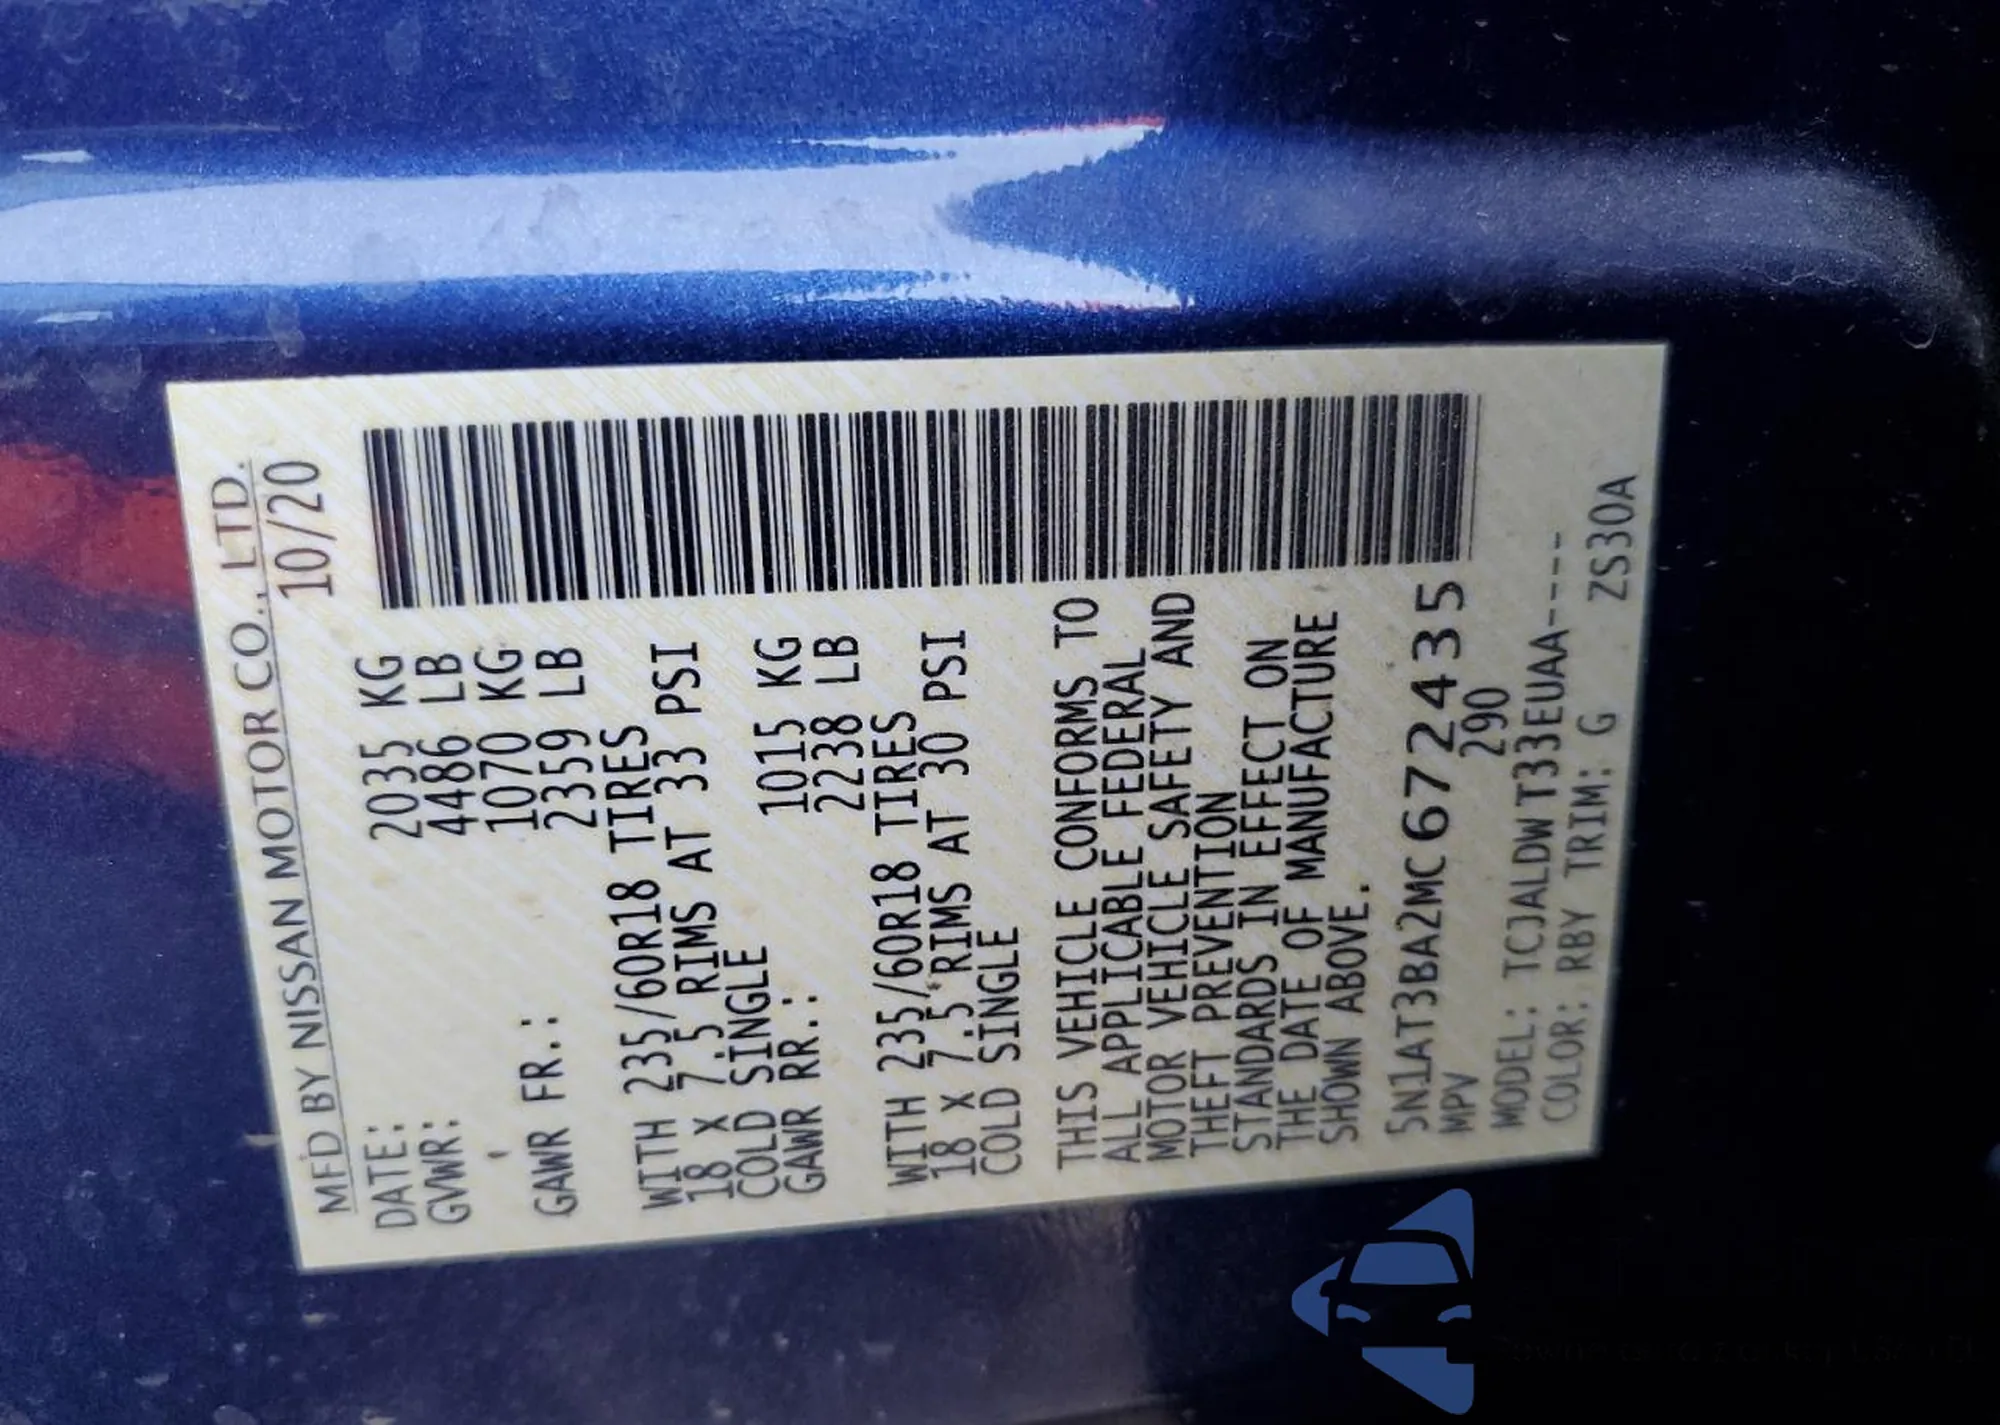 MFD BY NISSAN MOTOR CO., LTD.
DATE: 10/20
GVWR: 2035 KG
4486 LB
1070 KG
GAWR FR.: 2359 LB
WITH 235/60R18 TIRES
18 X 7.5 RIMS AT 33 PSI
COLD SINGLE
GAWR RR.: 1015 KG
2238 LB
WITH 235/60R18 TIRES
18 X 7.5 RIMS AT 30 PSI
COLD SINGLE
THIS VEHICLE CONFORMS TO
ALL APPLICABLE FEDERAL
MOTOR VEHICLE SAFETY AND
THEFT PREVENTION
STANDARDS IN EFFECT ON
THE DATE OF MANUFACTURE
SHOWN ABOVE.
5N1AT3BA2MC672435
MPV 290
MODEL: TCJALDWT33EUAA----
COLOR: RBY TRIM: G ZS30A